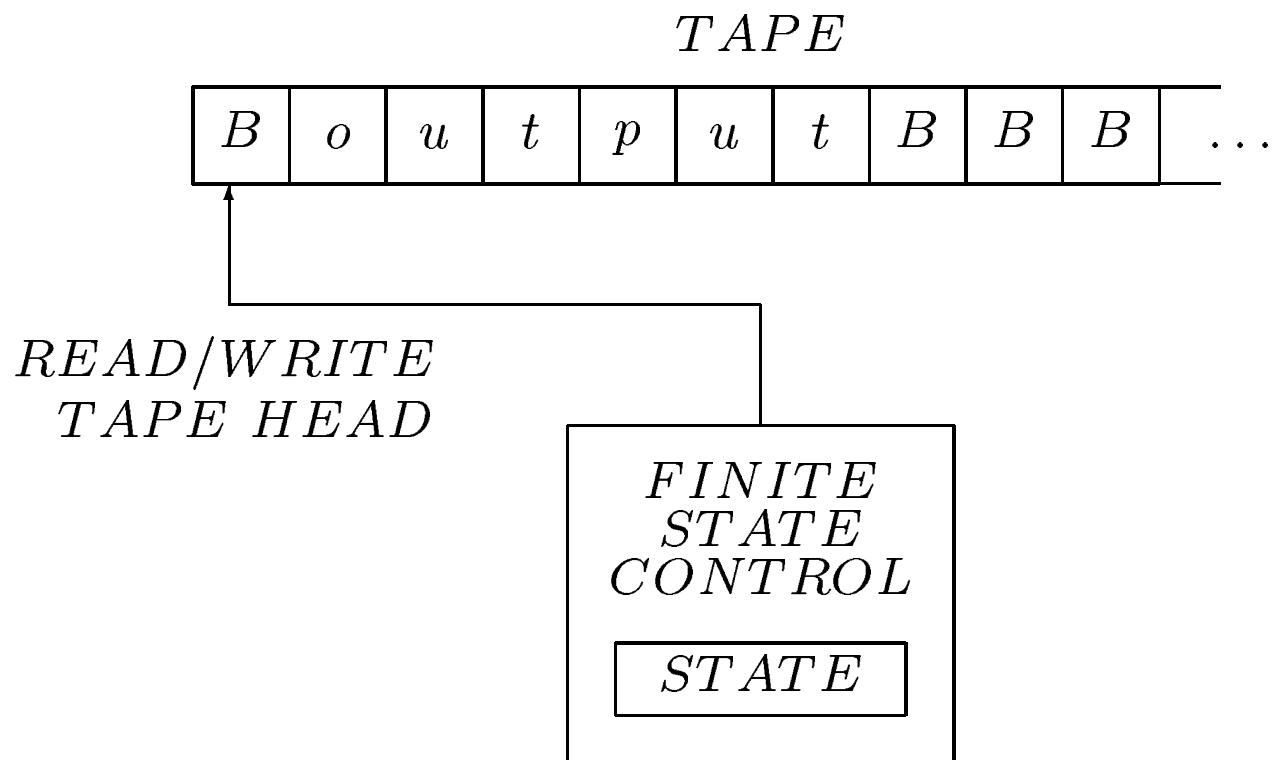 TAPE
B o u t p u t B B B ...
READ/WRITE
TAPE HEAD
FINITE
STATE
CONTROL
STATE